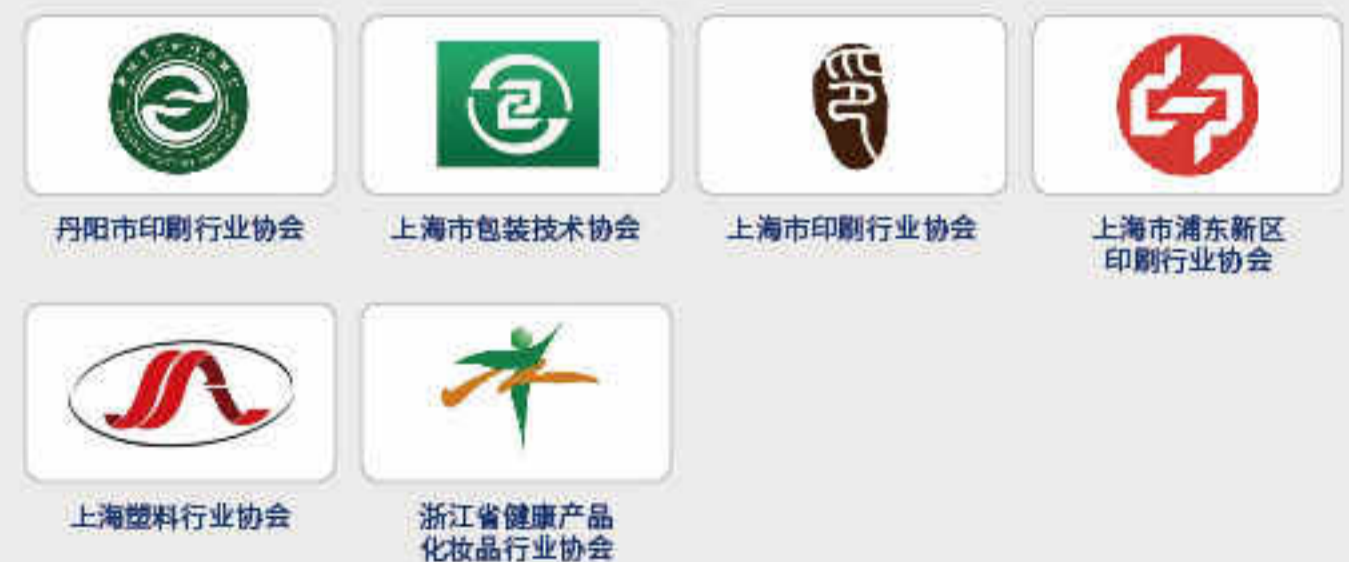 丹阳市印刷行业协会
上海市包装技术协会
上海市印刷行业协会
上海市浦东新区
印刷行业协会
上海塑料行业协会
浙江省健康产品
化妆品行业协会